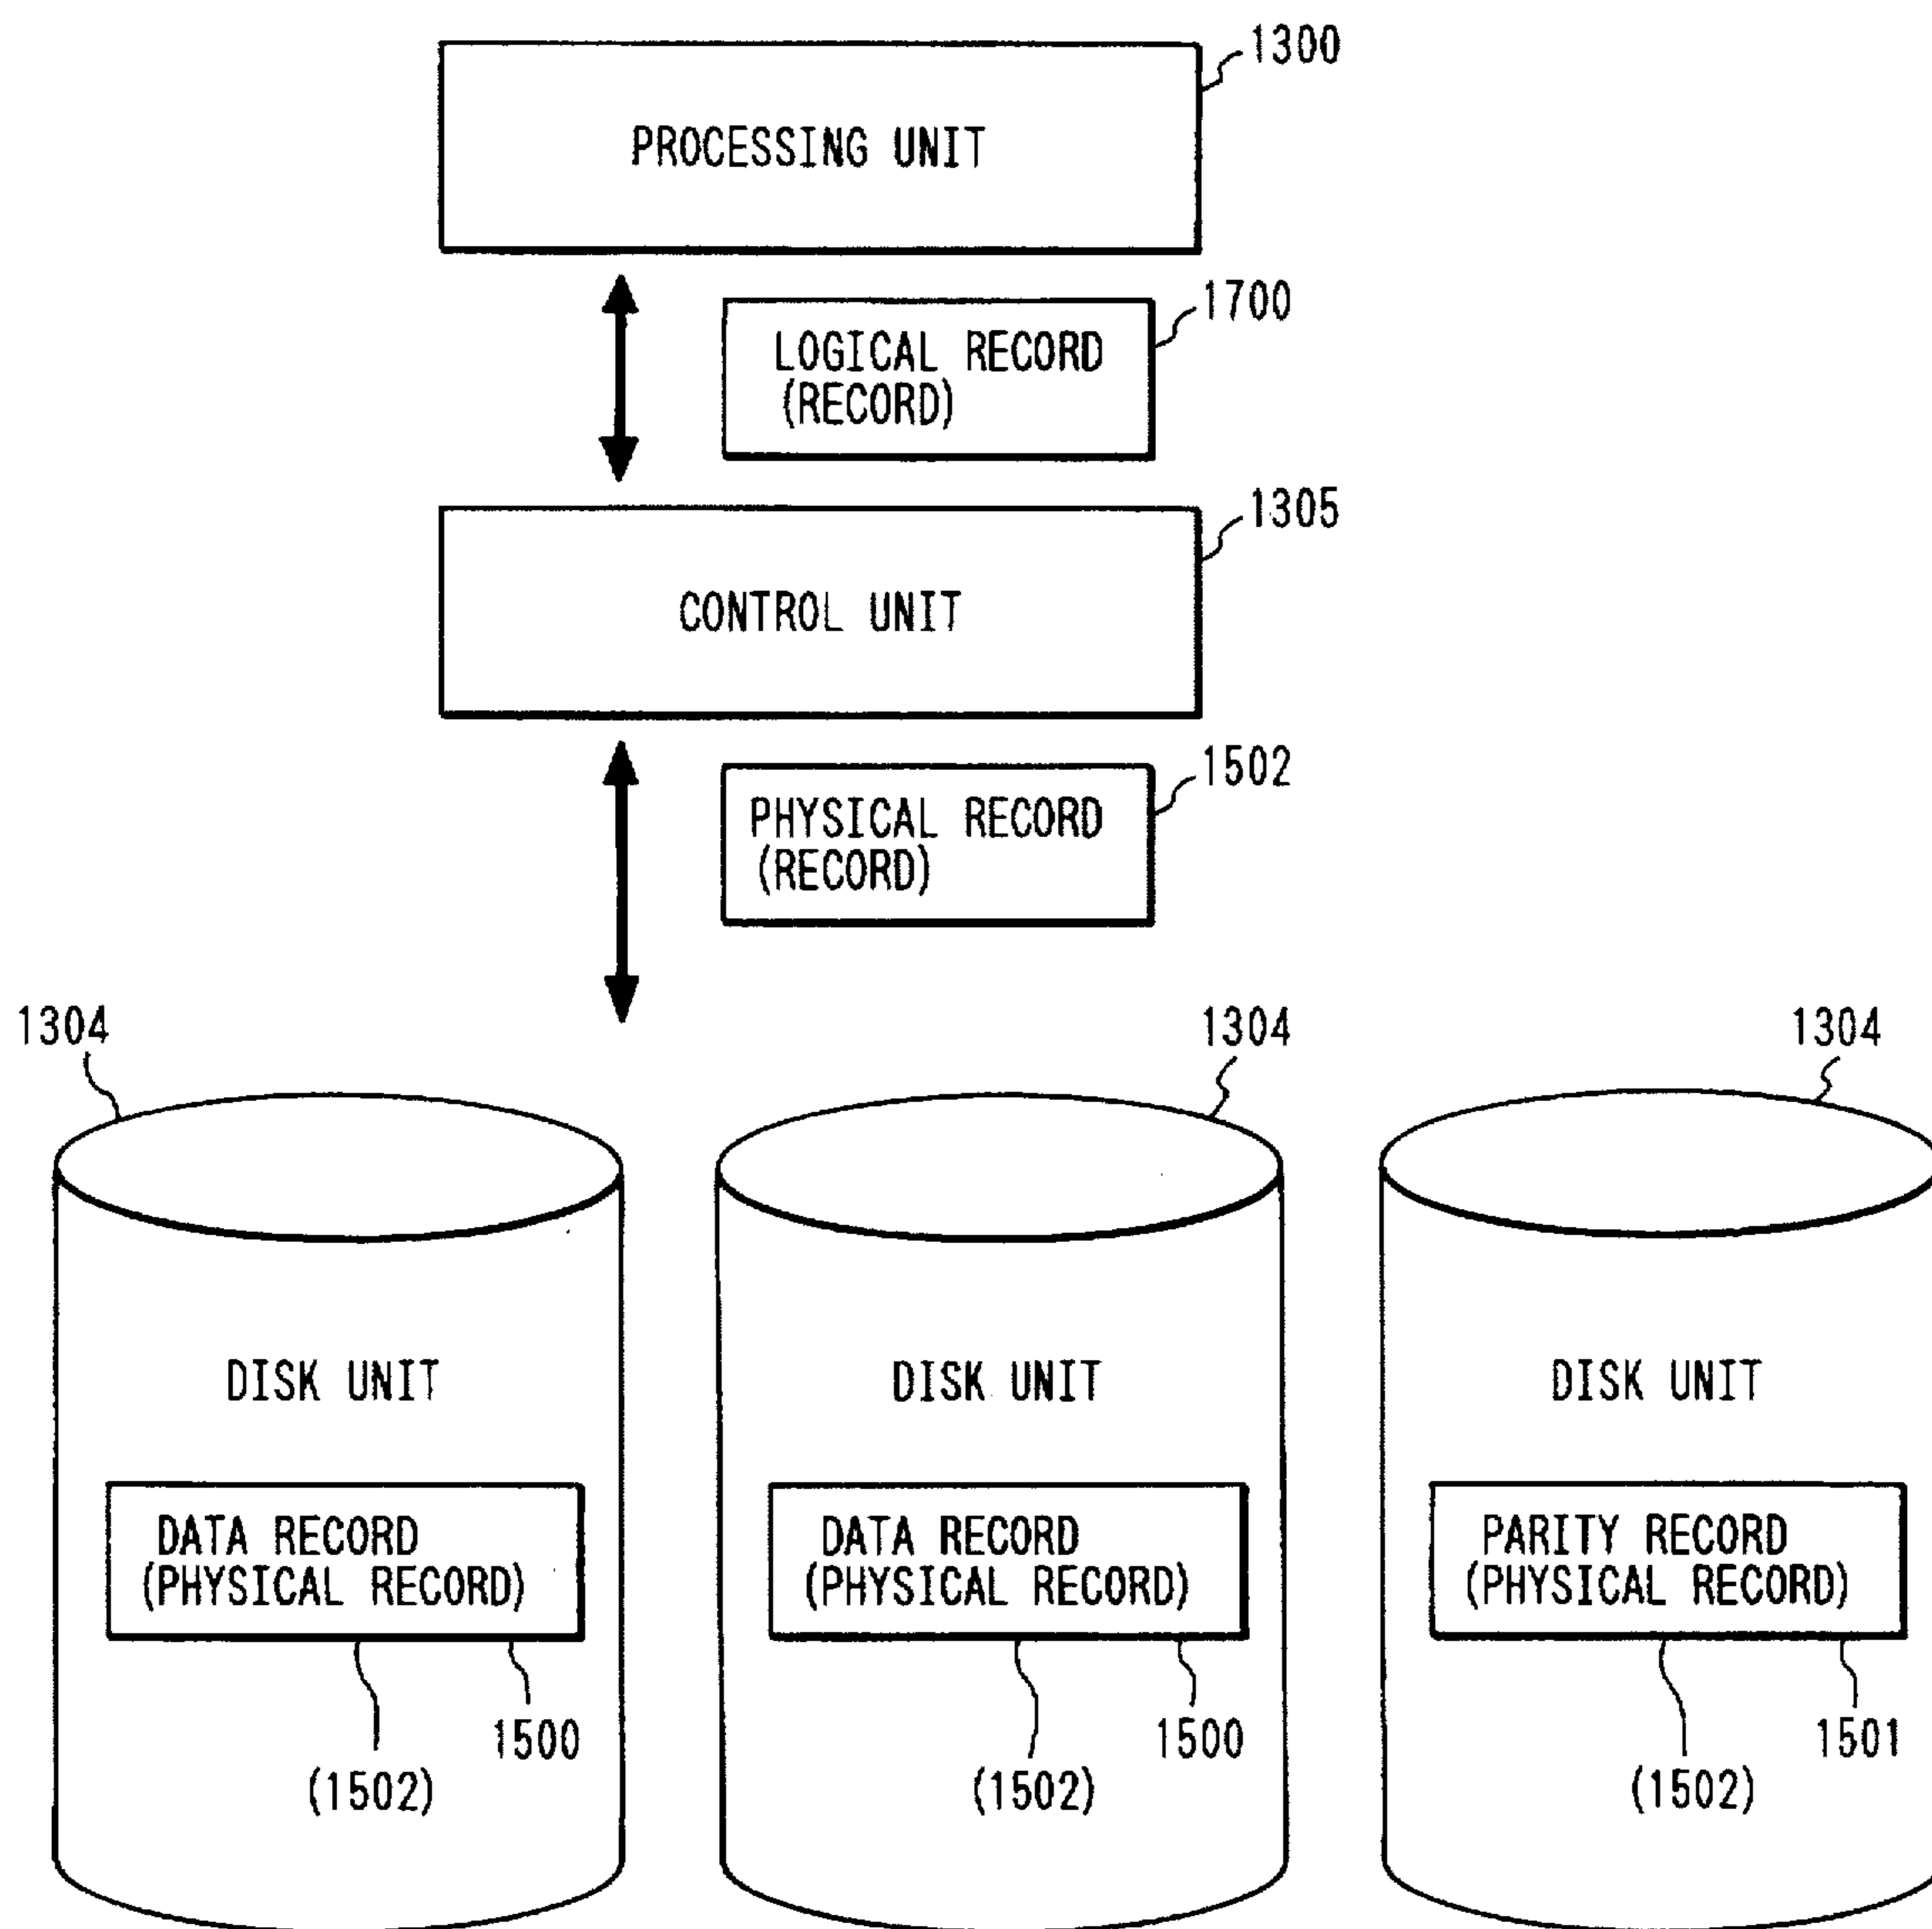 1300
PROCESSING UNIT
1700
LOGICAL RECORD
(RECORD)
1305
CONTROL UNIT
1502
PHYSICAL RECORD
(RECORD)
1304
1304
1304
DISK UNIT
DISK UNIT
DISK UNIT
DATA RECORD
(PHYSICAL RECORD)
DATA RECORD
(PHYSICAL RECORD)
PARITY RECORD
(PHYSICAL RECORD)
1500
(1502)
1500
(1502)
1501
(1502)